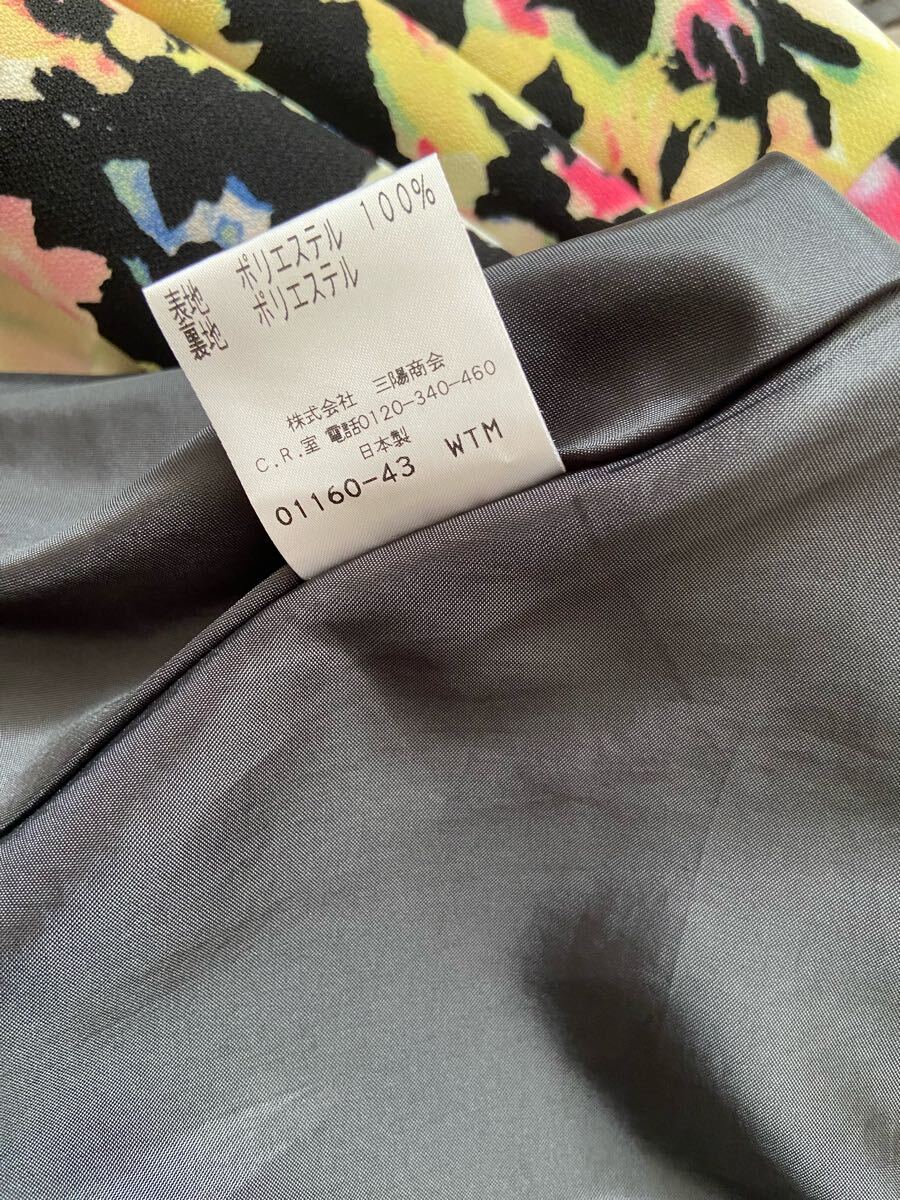 表地 ポリエステル 100%
裏地 ポリエステル
株式会社 三陽商会
C.R.室 電話0120-340-460
日本製
01160-43 WTM